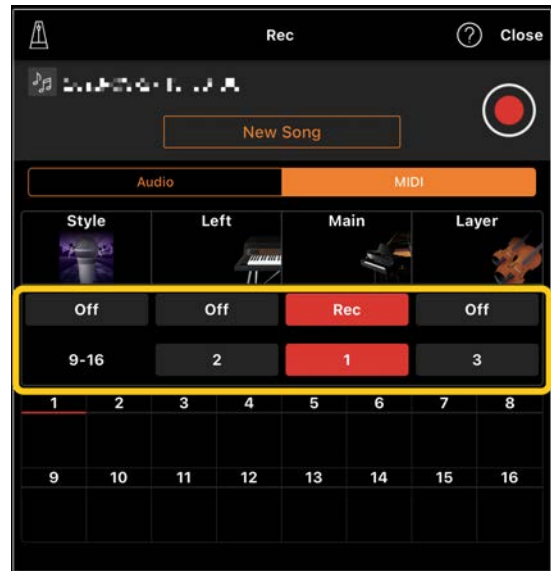 Rec Close
New Song
Audio MIDI
Style Left Main Layer
Off Off Rec Off
9-16 2 1 3
1 2 3 4 5 6 7 8
9 10 11 12 13 14 15 16